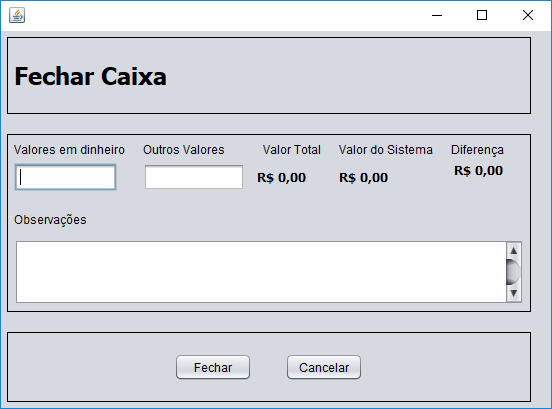 Fechar Caixa
Valores em dinheiro Outros Valores Valor Total Valor do Sistema Diferença
R$ 0,00 R$ 0,00 R$ 0,00
Observações
Fechar Cancelar